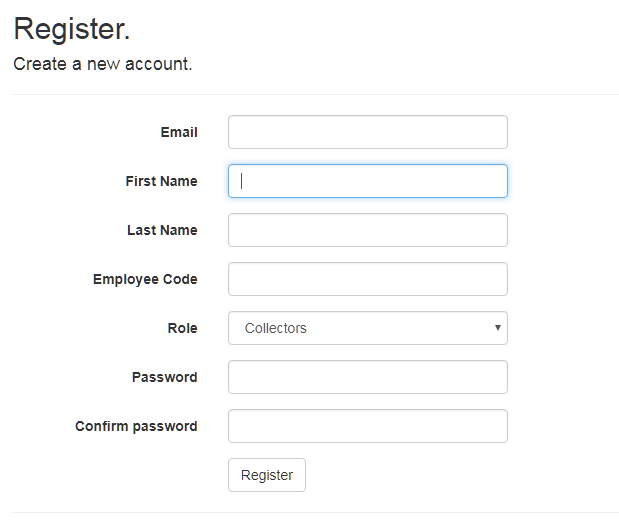 Register.
Create a new account.
Email
First Name
Last Name
Employee Code
Role Collectors
Password
Confirm password
Register